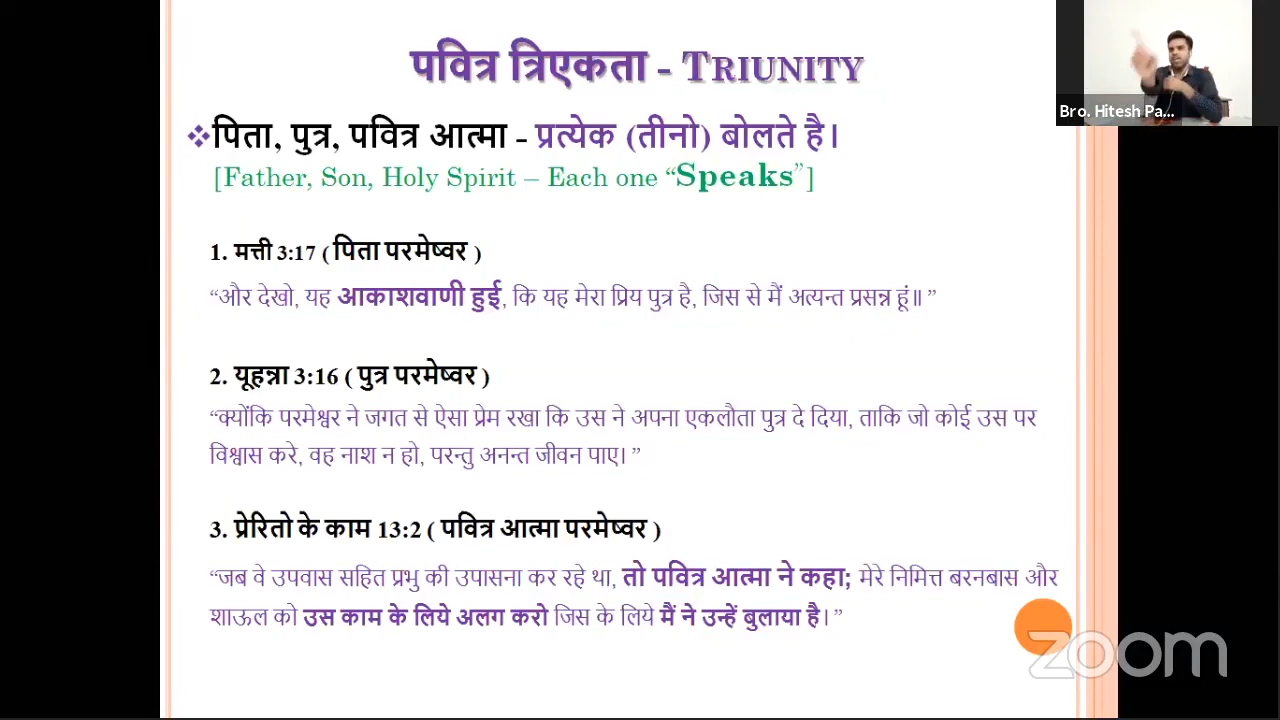 पवित्र त्रिएकता - TRIUNITY
Bro. Hitesh Pa...
❖पिता, पुत्र, पवित्र आत्मा - प्रत्येक (तीनो) बोलते है।
[Father, Son, Holy Spirit – Each one “Speaks”]
1. मत्ती 3:17 ( पिता परमेष्वर )
“और देखो, यह आकाशवाणी हुई, कि यह मेरा प्रिय पुत्र है, जिस से मैं अत्यन्त प्रसन्न हूं॥ ”
2. यूहन्ना 3:16 ( पुत्र परमेष्वर )
“क्योंकि परमेश्वर ने जगत से ऐसा प्रेम रखा कि उस ने अपना एकलौता पुत्र दे दिया, ताकि जो कोई उस पर
विश्वास करे, वह नाश न हो, परन्तु अनन्त जीवन पाए। ”
3. प्रेरितो के काम 13:2 ( पवित्र आत्मा परमेष्वर )
“जब वे उपवास सहित प्रभु की उपासना कर रहे था, तो पवित्र आत्मा ने कहा; मेरे निमित्त बरनबास और
शाऊल को उस काम के लिये अलग करो जिस के लिये मैं ने उन्हें बुलाया है। ”
zoom